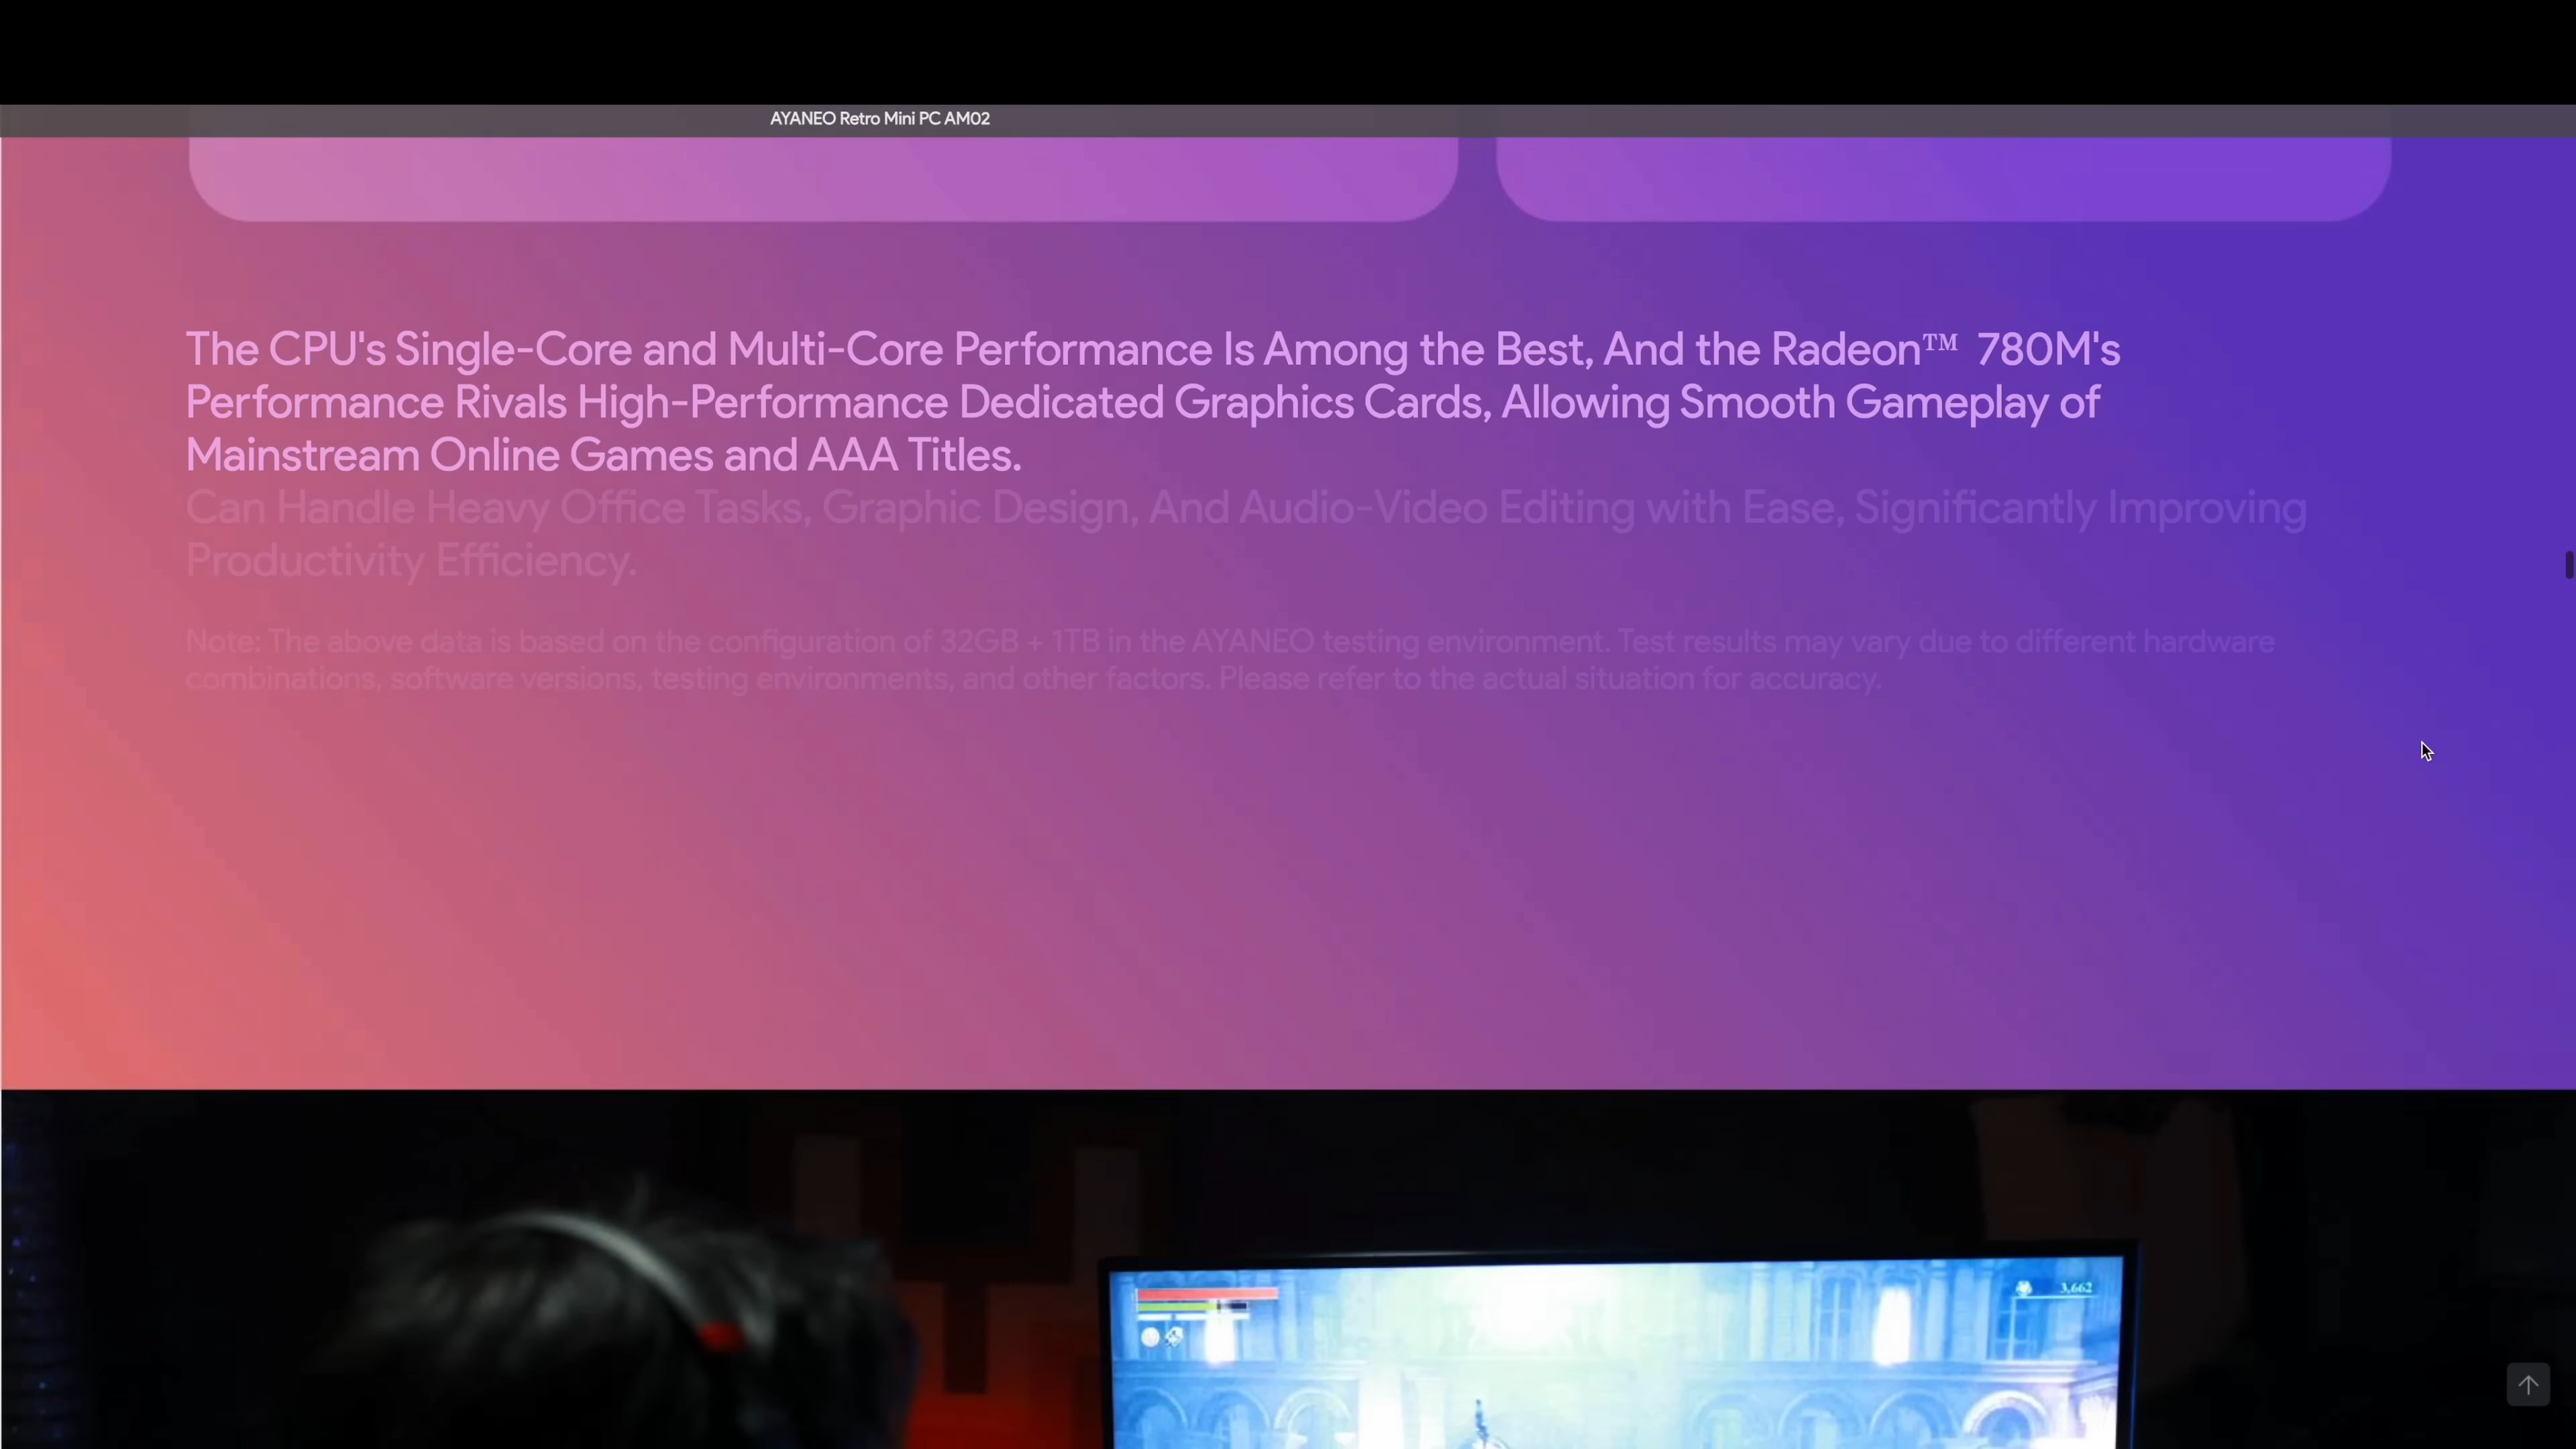 AYANEO Retro Mini PC AM02
The CPU's Single-Core and Multi-Core Performance Is Among the Best, And the Radeon™ 780M's
Performance Rivals High-Performance Dedicated Graphics Cards, Allowing Smooth Gameplay of
Mainstream Online Games and AAA Titles.
Can Handle Heavy Office Tasks, Graphic Design, And Audio-Video Editing with Ease, Significantly Improving
Productivity Efficiency.
Note: The above data is based on the configuration of 32GB + 1TB in the AYANEO testing environment. Test results may vary due to different hardware
combinations, software versions, testing environments, and other factors. Please refer to the actual situation for accuracy.
3,662